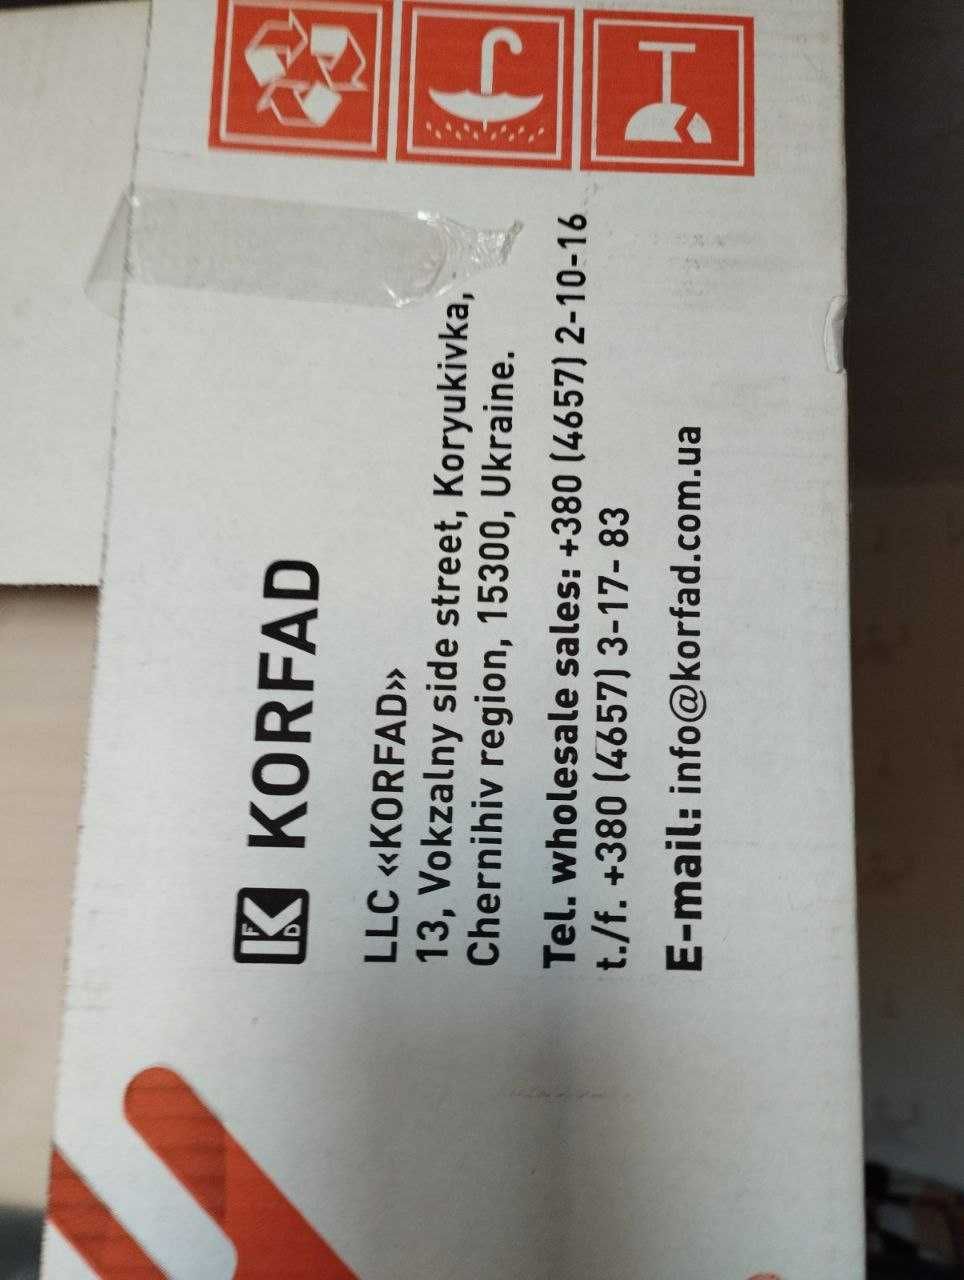 KFD KORFAD
LLC «KORFAD»
13, Vokzalny side street, Koryukivka,
Chernihiv region, 15300, Ukraine.
Tel. wholesale sales: +380 (4657) 2-10-16
t./f. +380 (4657) 3-17- 83
E-mail: info@korfad.com.ua